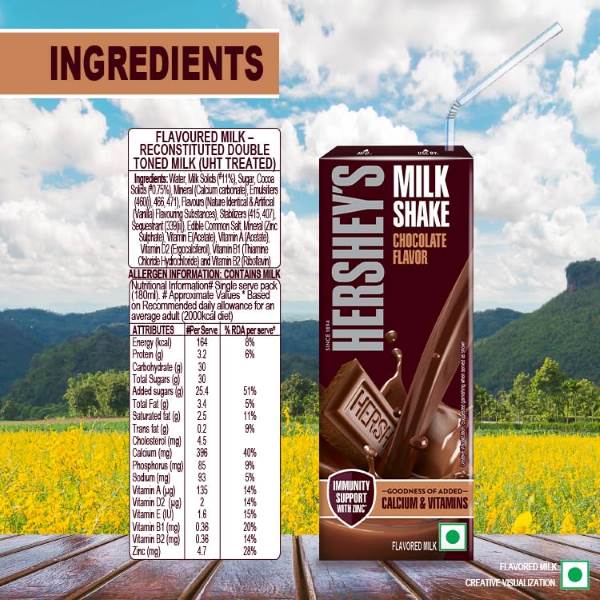 INGREDIENTS
FLAVOURED MILK –
RECONSTITUTED DOUBLE
TONED MILK (UHT TREATED)
Ingredients: Water, Milk Solids (#11%), Sugar, Cocoa
Solids (#0.75%), Mineral (Calcium carbonate), Emulsifiers
(460(i), 466, 471), Flavours (Nature Identical & Artificial
(Vanilla) Flavouring Substances), Stabilizers (415, 407),
Sequestrant (339(ii), Edible Common Salt, Mineral (Zinc
Sulphate), Vitamin E(Acetate), Vitamin A (Acetate),
Vitamin D2 (Ergocalciferol), Vitamin B1 (Thiamine
Chloride Hydrochloride) and Vitamin B2 (Riboflavin)
ALLERGEN INFORMATION: CONTAINS MILK
Nutritional Information# Single serve pack
(180ml). # Approximate Values * Based
on Recommended daily allowance for an
average adult (2000kcal diet)
ATTRIBUTES #Per Serve % RDA per serve*
Energy (kcal) 164 8%
Protein (g) 3.2 6%
Carbohydrate (g) 30
Total Sugars (g) 30
Added sugars (g) 25.4 51%
Total Fat (g) 3.4 5%
Saturated fat (g) 2.5 11%
Trans fat (g) 0.2 9%
Cholesterol (mg) 4.5
Calcium (mg) 396 40%
Phosphorus (mg) 85 9%
Sodium (mg) 93 5%
Vitamin A (µg) 135 14%
Vitamin D2 (µg) 2 14%
Vitamin E (IU) 1.6 15%
Vitamin B1 (mg) 0.36 20%
Vitamin B2 (mg) 0.36 14%
Zinc (mg) 4.7 28%
USE BY:
HERSHEY'S
SINCE 1894
MILK
SHAKE
CHOCOLATE
FLAVOR
HERSH
IMMUNITY
SUPPORT
WITH ZINC*
GOODNESS OF ADDED
CALCIUM & VITAMINS
FLAVORED MILK
FLAVORED MILK
CREATIVE VISUALIZATION